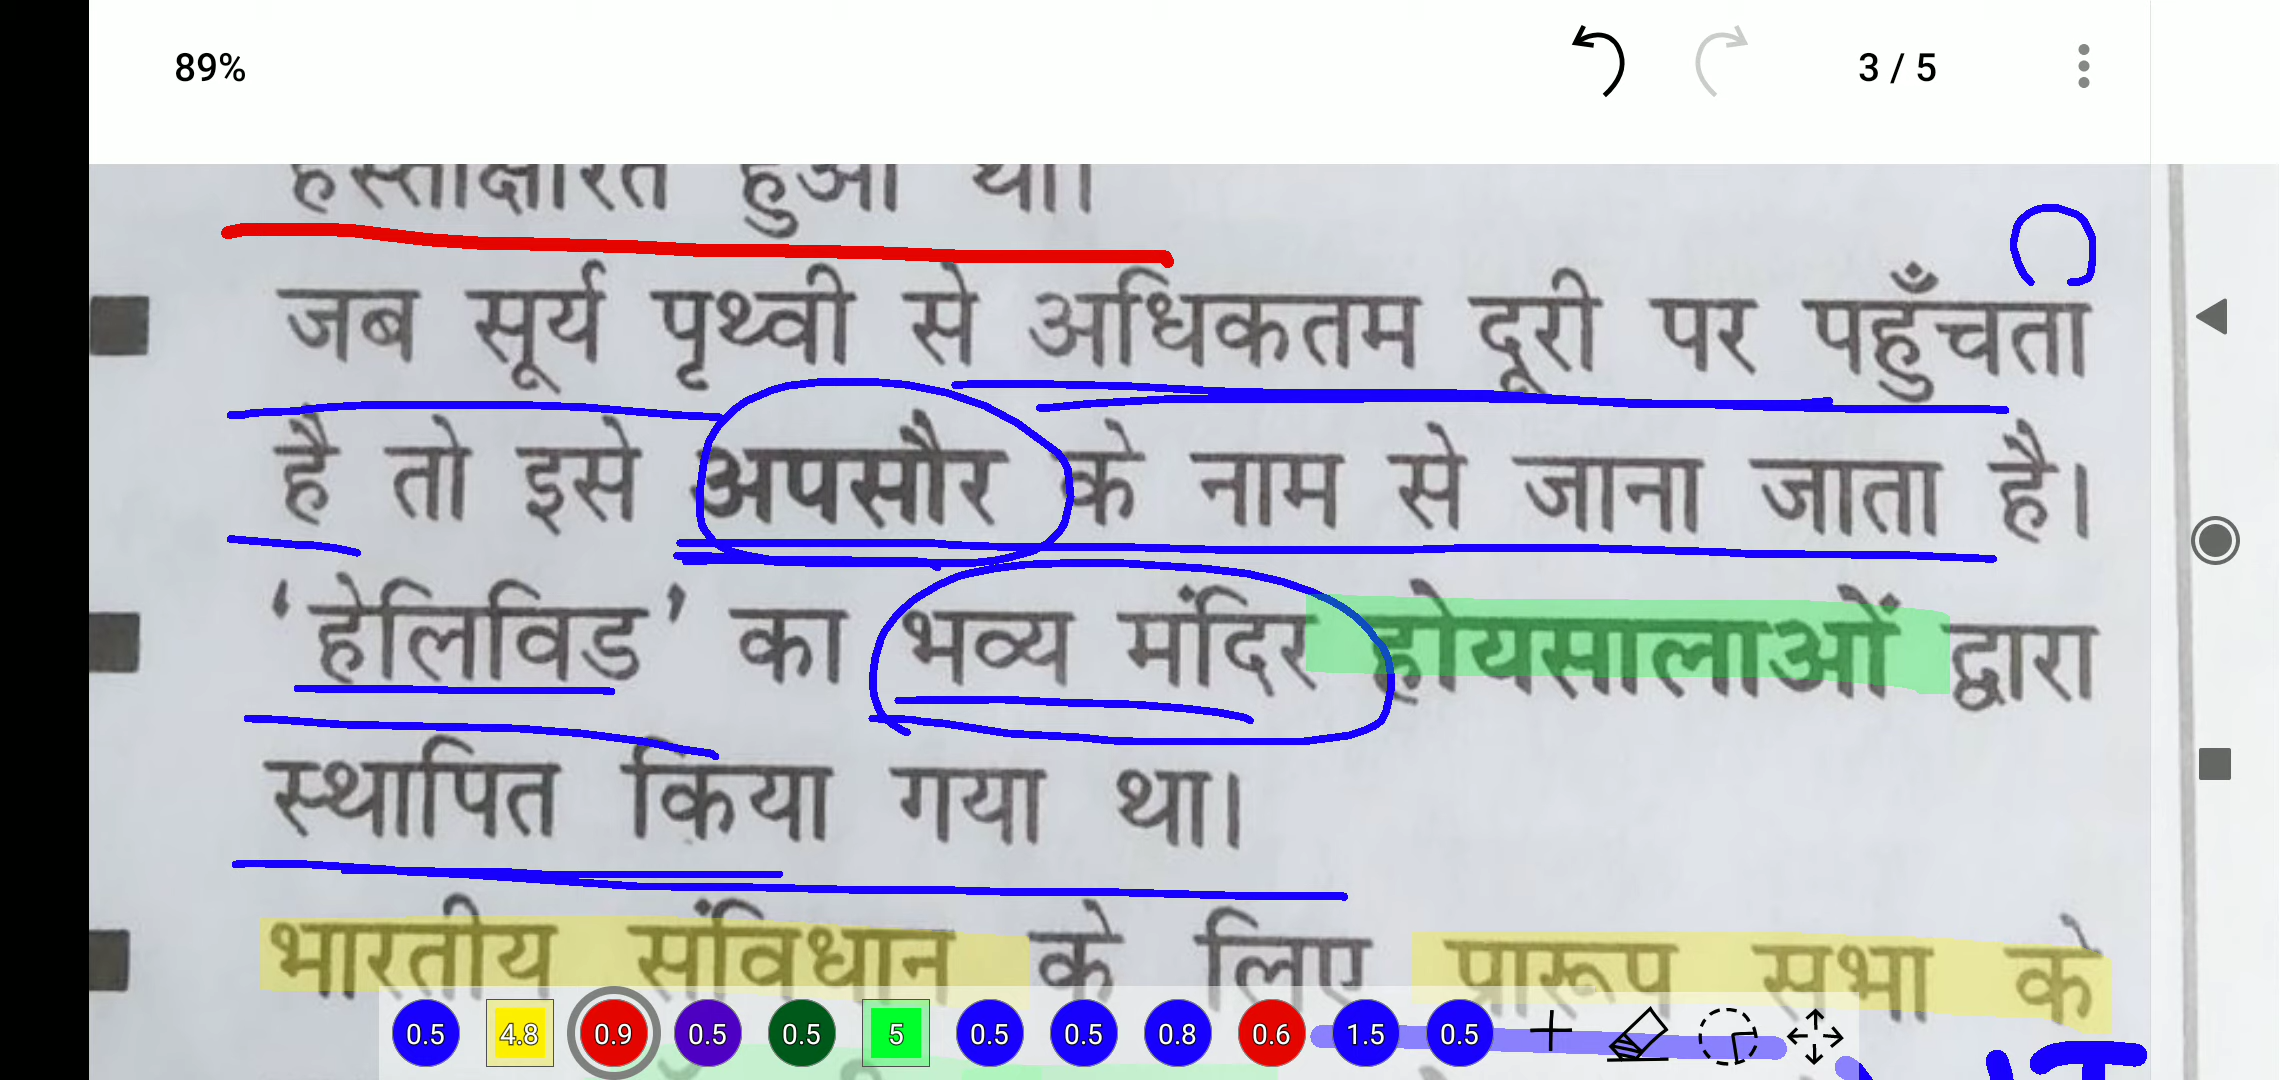 89%
3 / 5
हस्ताक्षरित हुआ था।
जब सूर्य पृथ्वी से अधिकतम दूरी पर पहुँचता
है तो इसे अपसौर के नाम से जाना जाता है।
'हेलिविड' का भव्य मंदिर होयसालाओं द्वारा
स्थापित किया गया था।
भारतीय संविधान के लिए प्रारूप सभा के
0.5 4.8 0.9 0.5 0.5 5 0.5 0.5 0.8 0.6 1.5 0.5